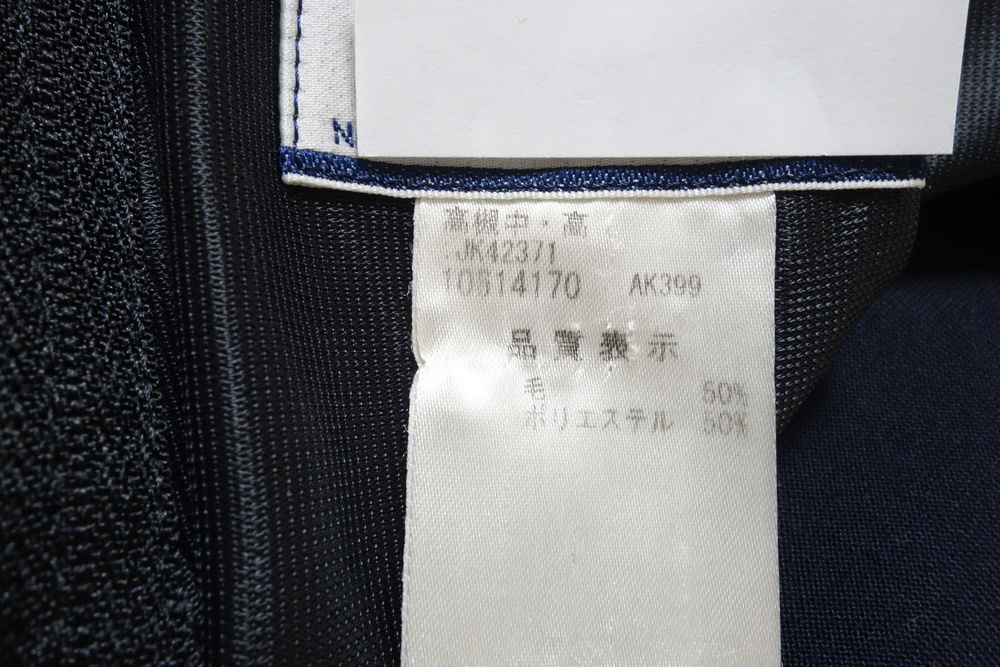 N
高槻中・高
.JK42371
10814170 AK399
品質表示
毛 50%
ポリエステル 50%